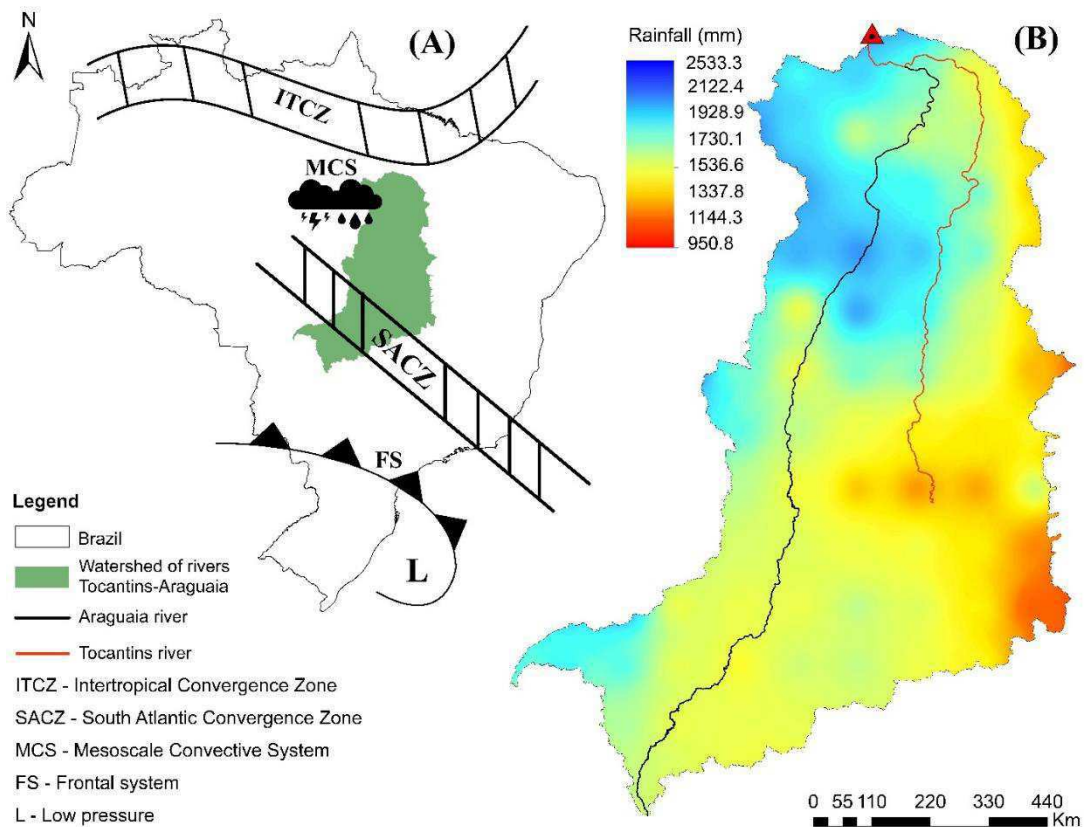 N
(A)
ITCZ
MCS
SACZ
FS
L
Legend
Brazil
Watershed of rivers
Tocantins-Araguaia
Araguaia river
Tocantins river
ITCZ - Intertropical Convergence Zone
SACZ - South Atlantic Convergence Zone
MCS - Mesoscale Convective System
FS - Frontal system
L - Low pressure
(B)
Rainfall (mm)
2533.3
2122.4
1928.9
1730.1
1536.6
1337.8
1144.3
950.8
0 55 110 220 330 440
Km